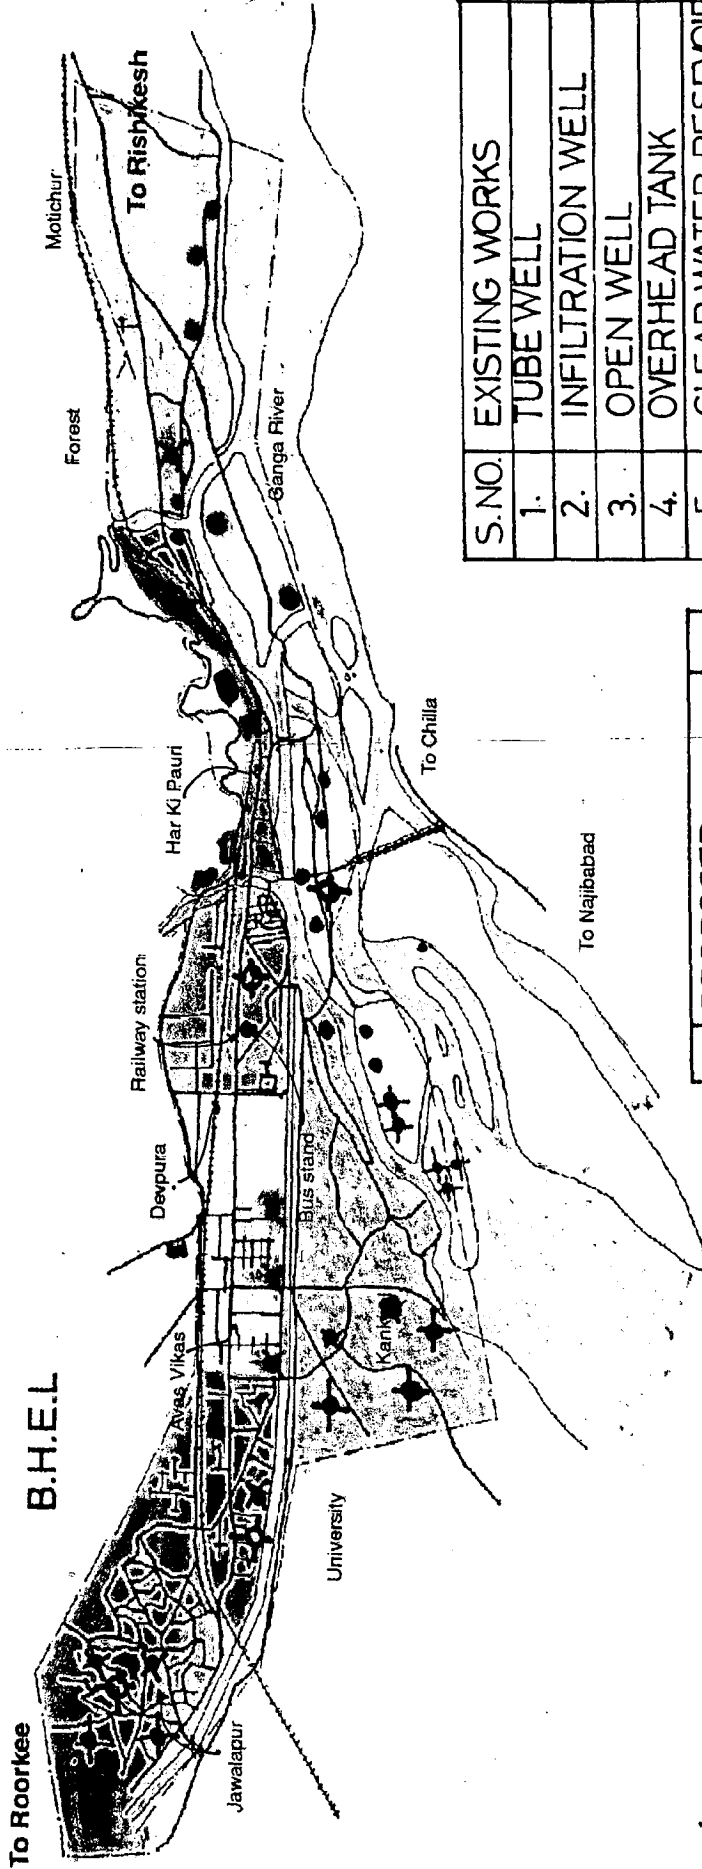 To Roorkee
B.H.E.L
Jawalapur
University
Avas Vikas
Devpura
Railway station
Bus stand
Har Ki Pauri
Forest
Motichur
To Rishikesh
Ganga River
To Chilla
To Najibabad
S.NO. EXISTING WORKS
1. TUBE WELL
2. INFILTRATION WELL
3. OPEN WELL
4. OVERHEAD TANK
CLEAR WATER